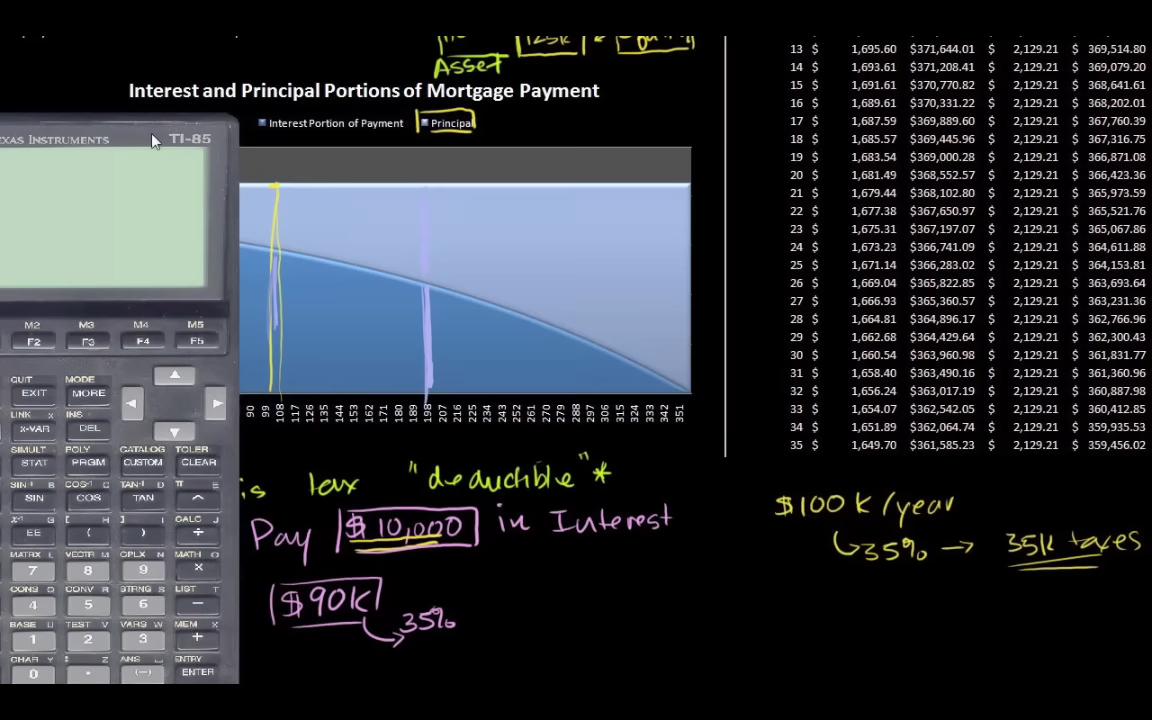 125K
Asset
Interest and Principal Portions of Mortgage Payment
Interest Portion of Payment Principal
TEXAS INSTRUMENTS TI-85
M2 M3 M4 M5
F2 F3 F4 F5
QUIT MODE
EXIT MORE
LINK X INS
x-VAR DEL
SIMULT POLY CATALOG TOLER
STAT PRGM CUSTOM CLEAR
SIN⁻¹ COS⁻¹ TAN⁻¹ π
SIN COS TAN ^
CALC
EE ( ) ÷
MATRX VECTR CPLX MATH
7 8 9 ×
CONS CONV STRNG LIST
4 5 6 −
BASE TEST VARS MEM
1 2 3 +
CHAR ANS ENTRY
0 . (−) ENTER
90 99 108 117 126 135 144 153 162 171 180 189 198 207 216 225 234 243 252 261 270 279 288 297 306 315 324 333 342 351
is tax "deductible"*
Pay $10,000 in Interest
$90K
35%
13 $ 1,695.60 $371,644.01 $ 2,129.21 $ 369,514.80
14 $ 1,693.61 $371,208.41 $ 2,129.21 $ 369,079.20
15 $ 1,691.61 $370,770.82 $ 2,129.21 $ 368,641.61
16 $ 1,689.61 $370,331.22 $ 2,129.21 $ 368,202.01
17 $ 1,687.59 $369,889.60 $ 2,129.21 $ 367,760.39
18 $ 1,685.57 $369,445.96 $ 2,129.21 $ 367,316.75
19 $ 1,683.54 $369,000.28 $ 2,129.21 $ 366,871.08
20 $ 1,681.49 $368,552.57 $ 2,129.21 $ 366,423.36
21 $ 1,679.44 $368,102.80 $ 2,129.21 $ 365,973.59
22 $ 1,677.38 $367,650.97 $ 2,129.21 $ 365,521.76
23 $ 1,675.31 $367,197.07 $ 2,129.21 $ 365,067.86
24 $ 1,673.23 $366,741.09 $ 2,129.21 $ 364,611.88
25 $ 1,671.14 $366,283.02 $ 2,129.21 $ 364,153.81
26 $ 1,669.04 $365,822.85 $ 2,129.21 $ 363,693.64
27 $ 1,666.93 $365,360.57 $ 2,129.21 $ 363,231.36
28 $ 1,664.81 $364,896.17 $ 2,129.21 $ 362,766.96
29 $ 1,662.68 $364,429.64 $ 2,129.21 $ 362,300.43
30 $ 1,660.54 $363,960.98 $ 2,129.21 $ 361,831.77
31 $ 1,658.40 $363,490.16 $ 2,129.21 $ 361,360.96
32 $ 1,656.24 $363,017.19 $ 2,129.21 $ 360,887.98
33 $ 1,654.07 $362,542.05 $ 2,129.21 $ 360,412.85
34 $ 1,651.89 $362,064.74 $ 2,129.21 $ 359,935.53
35 $ 1,649.70 $361,585.23 $ 2,129.21 $ 359,456.02
$100K/year
35% → 35K taxes